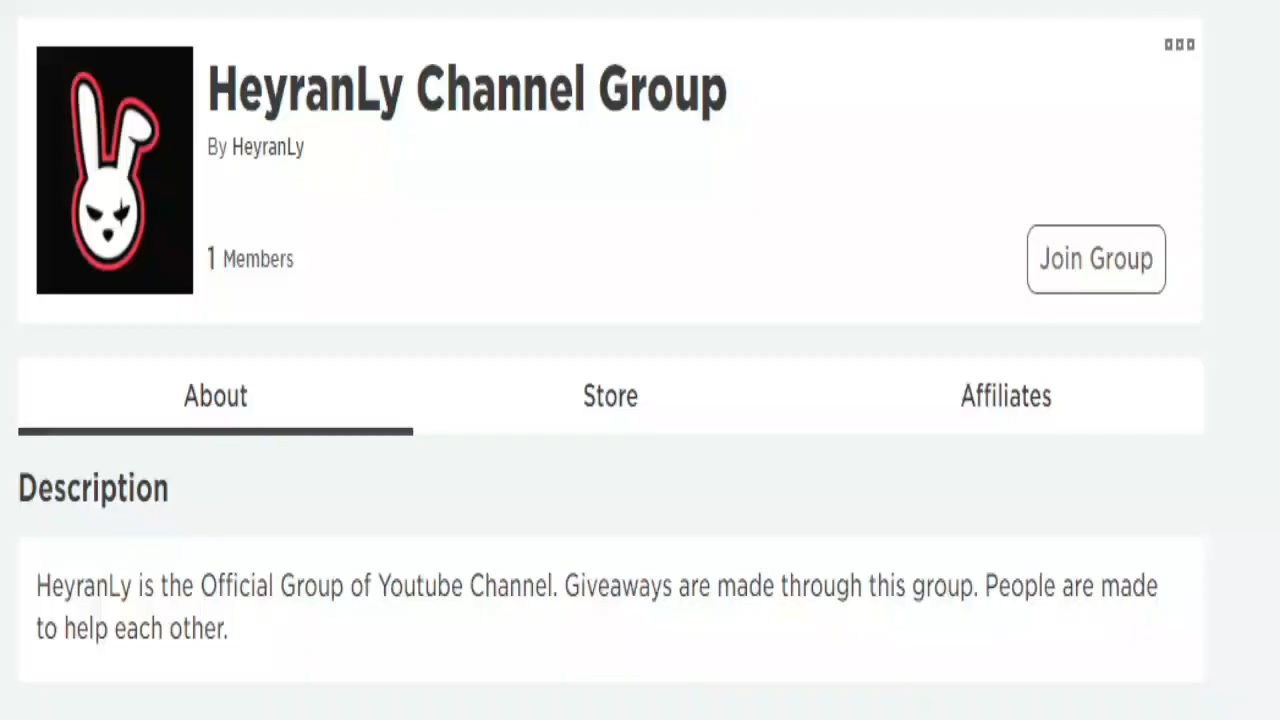 HeyranLy Channel Group
By HeyranLy
1 Members
Join Group
About
Store
Affiliates
Description
HeyranLy is the Official Group of Youtube Channel. Giveaways are made through this group. People are made
to help each other.